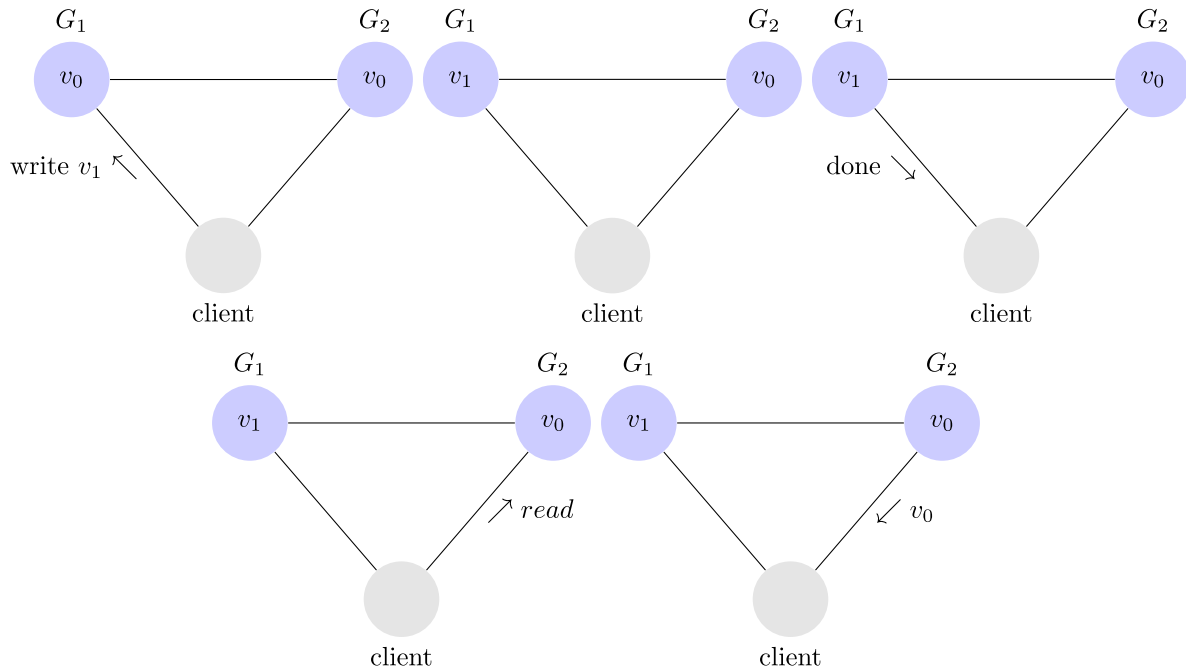 G₁ G₂ G₁ G₂ G₁ G₂
v₀ v₀ v₁ v₀ v₁ v₀
write v₁ done
client client client
G₁ G₂ G₁ G₂
v₁ v₀ v₁ v₀
read v₀
client client